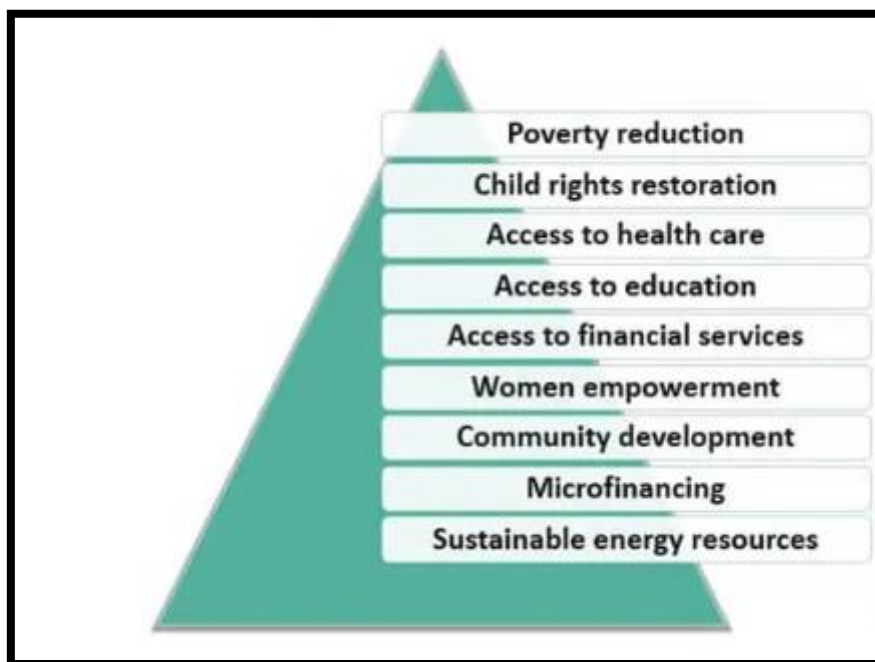 Poverty reduction
Child rights restoration
Access to health care
Access to education
Access to financial services
Women empowerment
Community development
Microfinancing
Sustainable energy resources